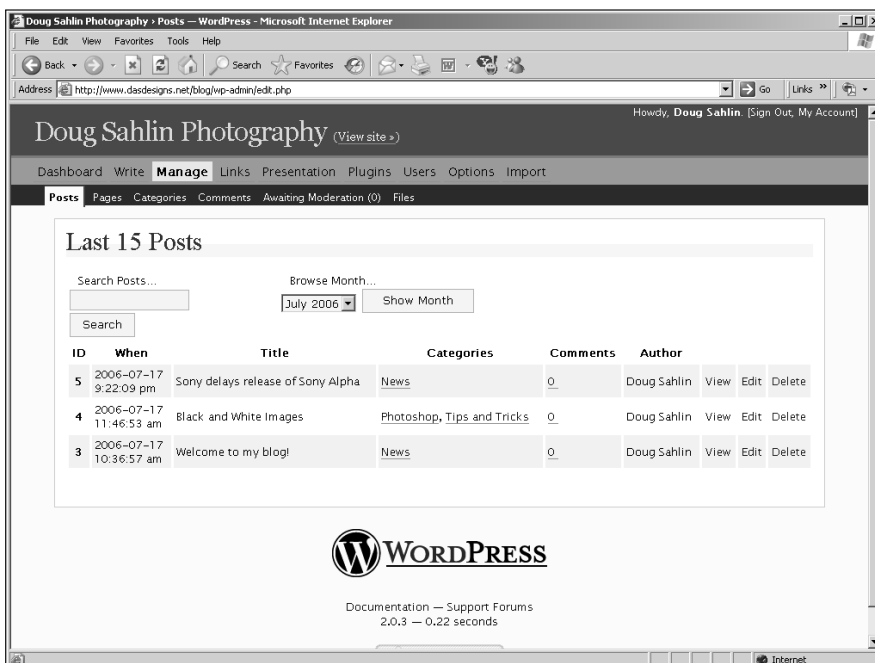 Doug Sahlin Photography › Posts — WordPress - Microsoft Internet Explorer
File Edit View Favorites Tools Help
Back Search Favorites
Address http://www.dasdesigns.net/blog/wp-admin/edit.php Go Links »
Howdy, Doug Sahlin. [Sign Out, My Account]
Doug Sahlin Photography (View site »)
Dashboard Write Manage Links Presentation Plugins Users Options Import
Posts Pages Categories Comments Awaiting Moderation (0) Files
Last 15 Posts
Search Posts... Browse Month...
July 2006 Show Month
Search
ID When Title Categories Comments Author
5 2006-07-17 9:22:09 pm Sony delays release of Sony Alpha News 0 Doug Sahlin View Edit Delete
4 2006-07-17 11:46:53 am Black and White Images Photoshop, Tips and Tricks 0 Doug Sahlin View Edit Delete
3 2006-07-17 10:36:57 am Welcome to my blog! News 0 Doug Sahlin View Edit Delete
W WORDPRESS
Documentation — Support Forums
2.0.3 — 0.22 seconds
Internet